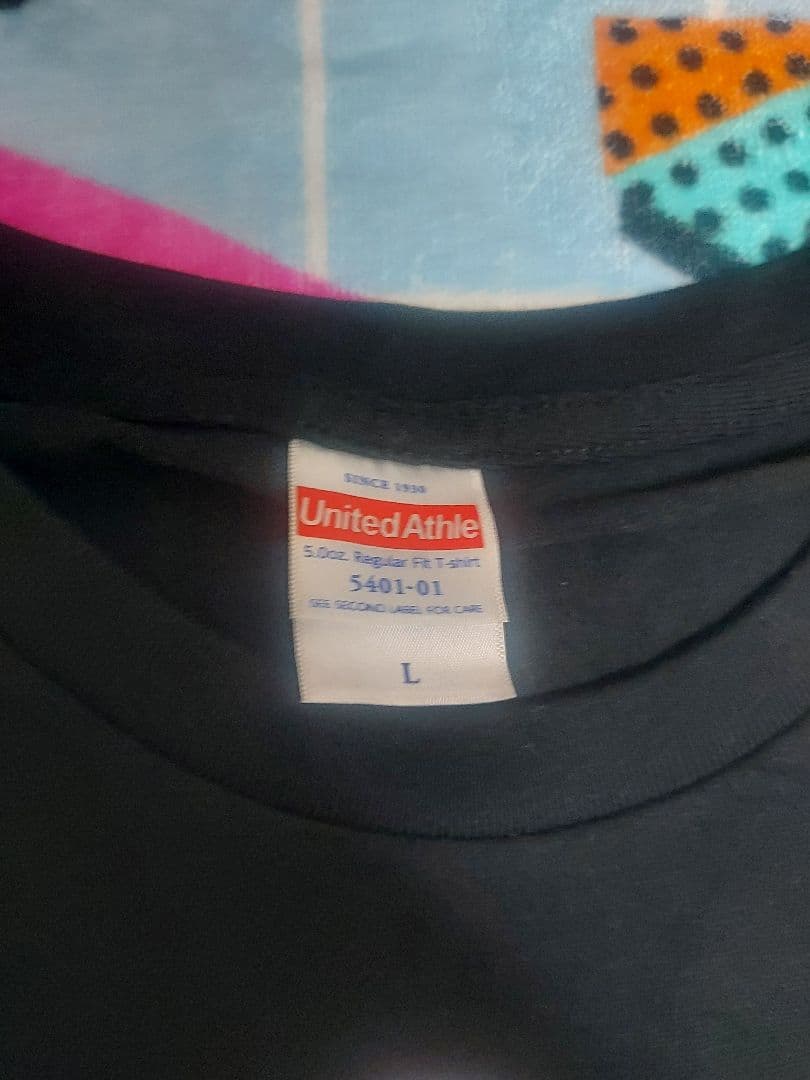 SINCE 1930
United Athle
5.0oz. Regular Fit T-shirt
5401-01
SEE SECOND LABEL FOR CARE
L